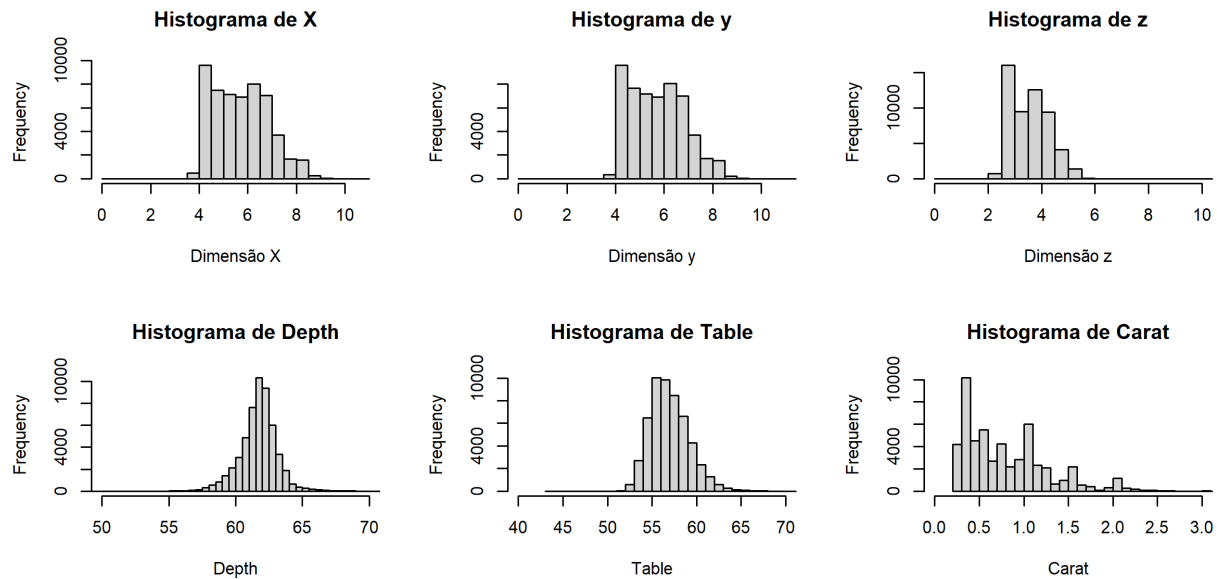 Histograma de X
Frequency
10000
4000
0
0 2 4 6 8 10
Dimensão X
Histograma de y
Frequency
10000
4000
0
0 2 4 6 8 10
Dimensão y
Histograma de z
Frequency
10000
0
0 2 4 6 8 10
Dimensão z
Histograma de Depth
Frequency
10000
4000
0
50 55 60 65 70
Depth
Histograma de Table
Frequency
10000
4000
0
40 45 50 55 60 65 70
Table
Histograma de Carat
Frequency
10000
4000
0
0.0 0.5 1.0 1.5 2.0 2.5 3.0
Carat